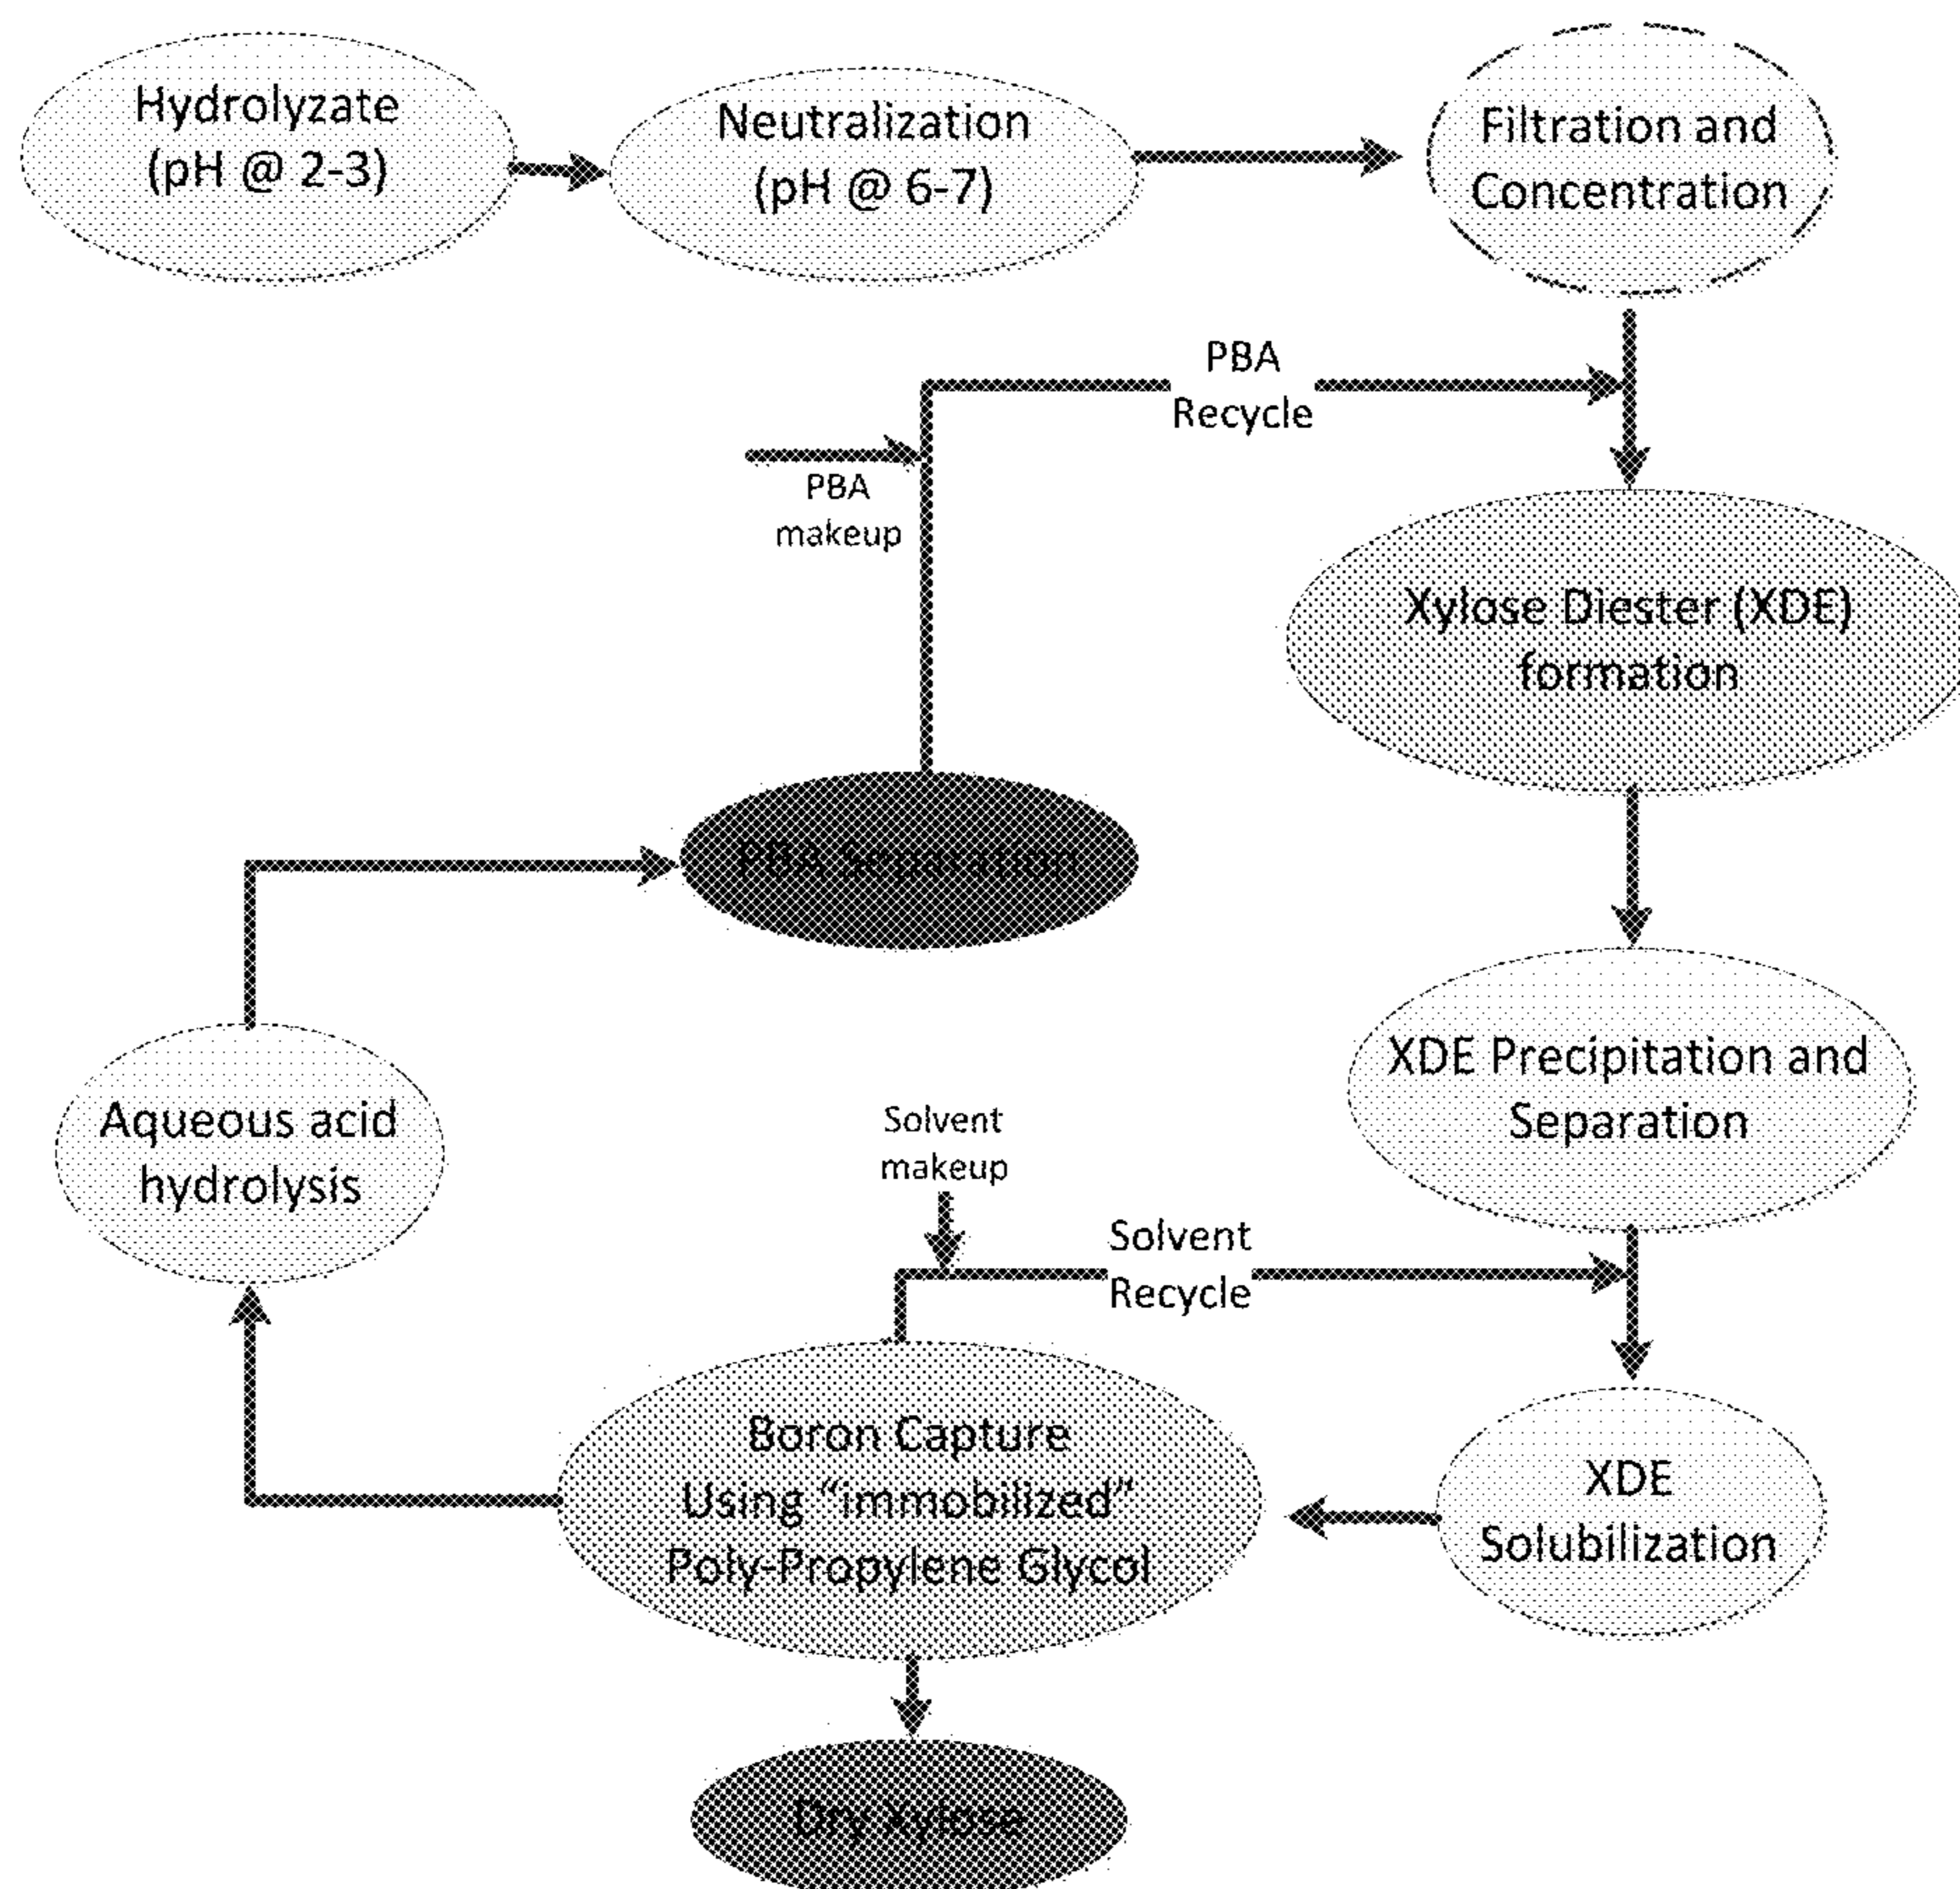 Hydrolyzate
(pH @ 2-3)
Neutralization
(pH @ 6-7)
Filtration and
Concentration
PBA
Recycle
PBA
makeup
Xylose Diester (XDE)
formation
PBA Separation
XDE Precipitation and
Separation
Aqueous acid
hydrolysis
Solvent
makeup
Solvent
Recycle
Boron Capture
Using “immobilized”
Poly-Propylene Glycol
XDE
Solubilization
Dry Xylose